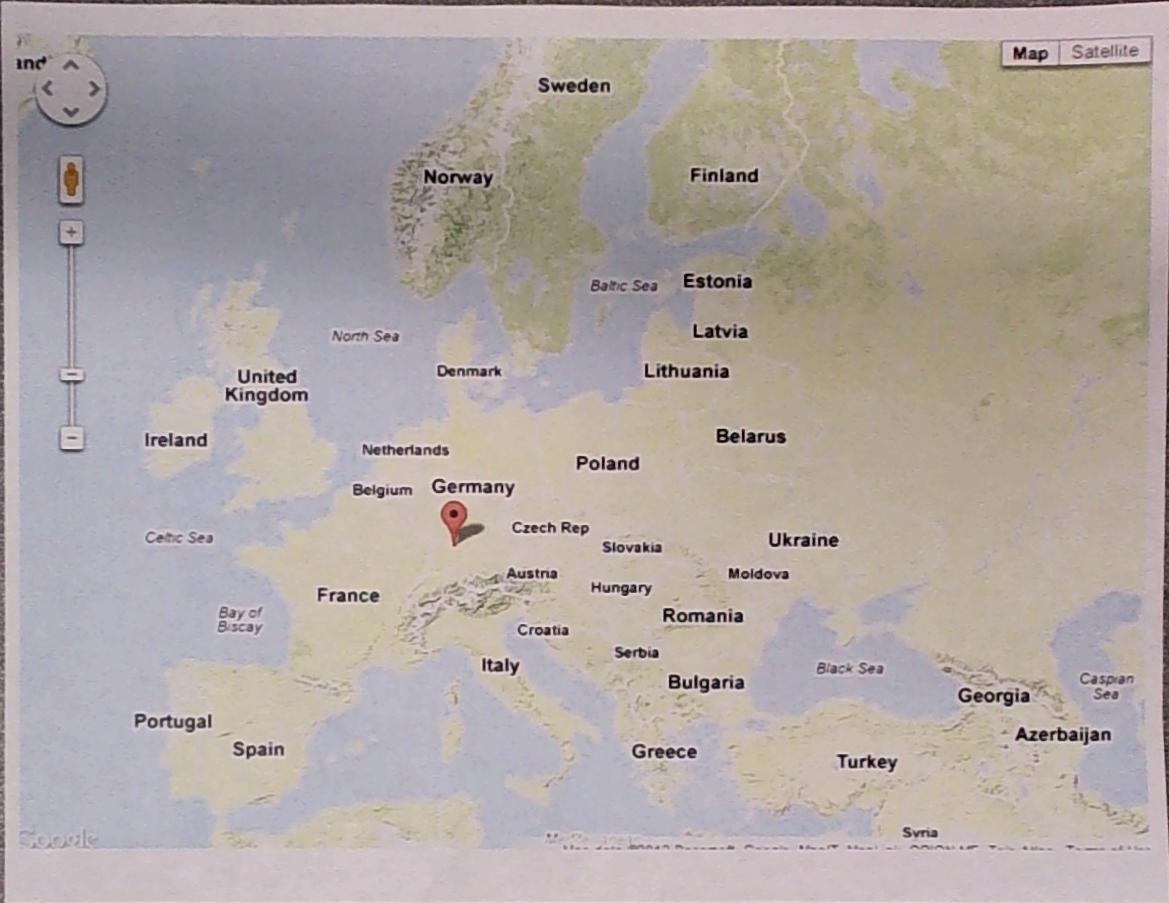 and
Map
Satellite
Sweden
Norway
Finland
Baltic Sea
Estonia
North Sea
Latvia
Denmark
Lithuania
United
Kingdom
Ireland
Belarus
Netherlands
Poland
Belgium
Germany
Czech Rep
Celtic Sea
Ukraine
Slovakia
Austria
Moldova
Hungary
France
Bay of
Biscay
Romania
Croatia
Serbia
Italy
Black Sea
Bulgaria
Caspian
Sea
Georgia
Portugal
Azerbaijan
Spain
Greece
Turkey
Syria
Google